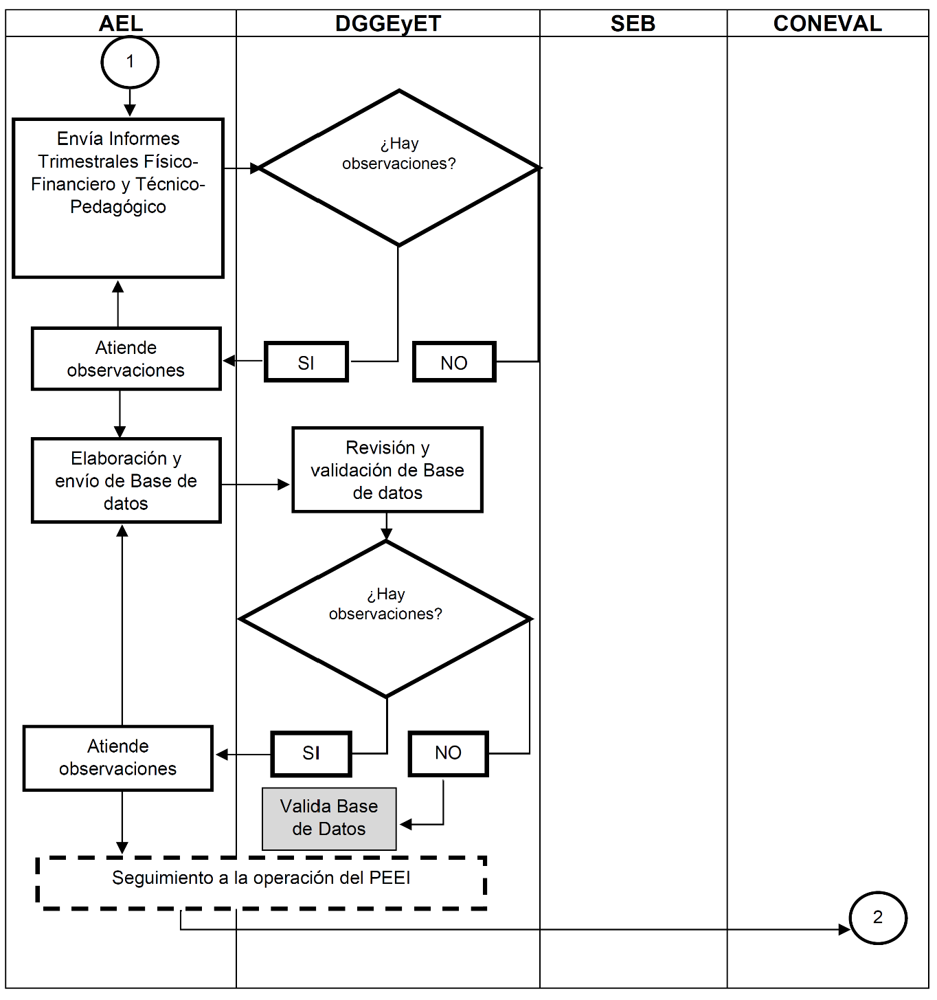 AEL
DGGEyET
SEB
CONEVAL
1
Envía Informes
Trimestrales Físico-
Financiero y Técnico-
Pedagógico
¿Hay
observaciones?
Atiende
observaciones
SI
NO
Elaboración y
envío de Base de
datos
Revisión y
validación de Base
de datos
¿Hay
observaciones?
Atiende
observaciones
SI
NO
Valida Base
de Datos
Seguimiento a la operación del PEEI
2